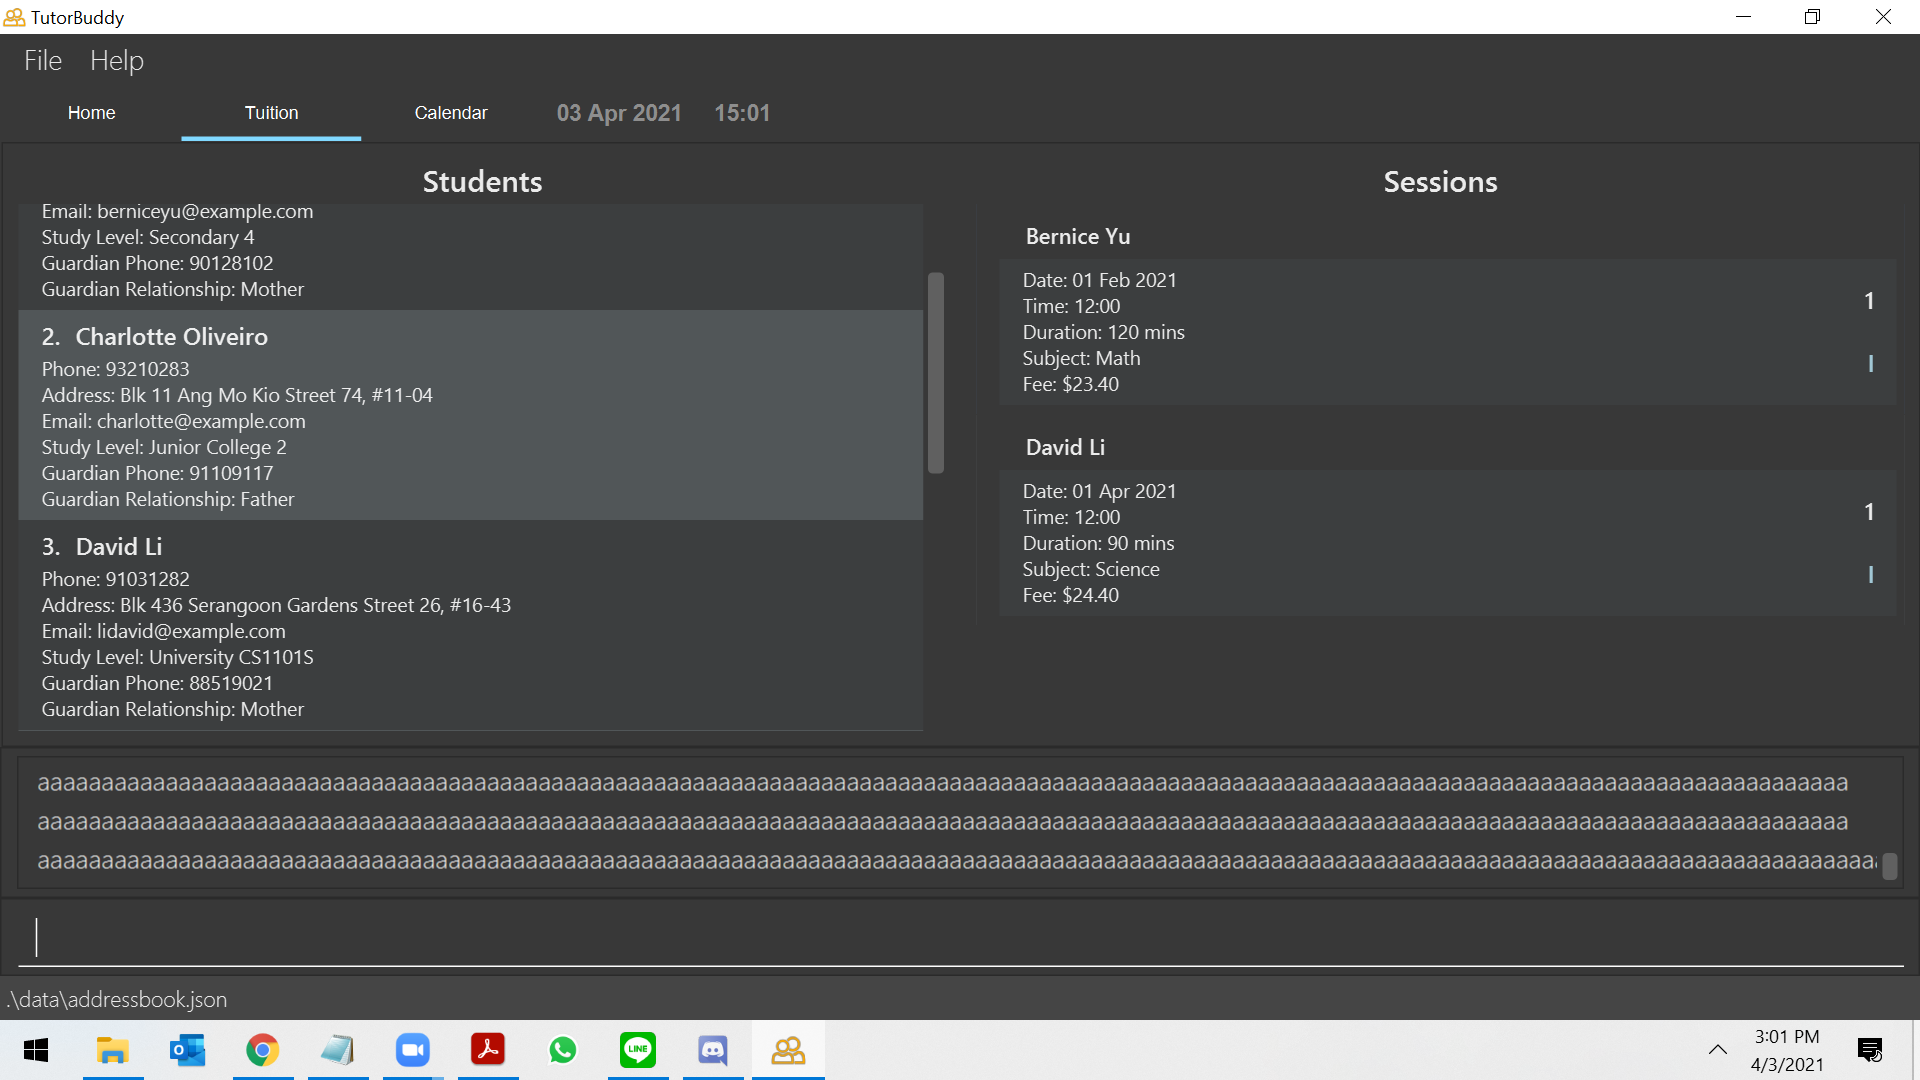 TutorBuddy
File Help
Home Tuition Calendar 03 Apr 2021 15:01
Students
Email: berniceyu@example.com
Study Level: Secondary 4
Guardian Phone: 90128102
Guardian Relationship: Mother
2. Charlotte Oliveiro
Phone: 93210283
Address: Blk 11 Ang Mo Kio Street 74, #11-04
Email: charlotte@example.com
Study Level: Junior College 2
Guardian Phone: 91109117
Guardian Relationship: Father
3. David Li
Phone: 91031282
Address: Blk 436 Serangoon Gardens Street 26, #16-43
Email: lidavid@example.com
Study Level: University CS1101S
Guardian Phone: 88519021
Guardian Relationship: Mother
Sessions
Bernice Yu
Date: 01 Feb 2021
1
Time: 12:00
Duration: 120 mins
Subject: Math
Fee: $23.40
David Li
Date: 01 Apr 2021
1
Time: 12:00
Duration: 90 mins
Subject: Science
Fee: $24.40
.\data\addressbook.json
LINE
3:01 PM
4/3/2021